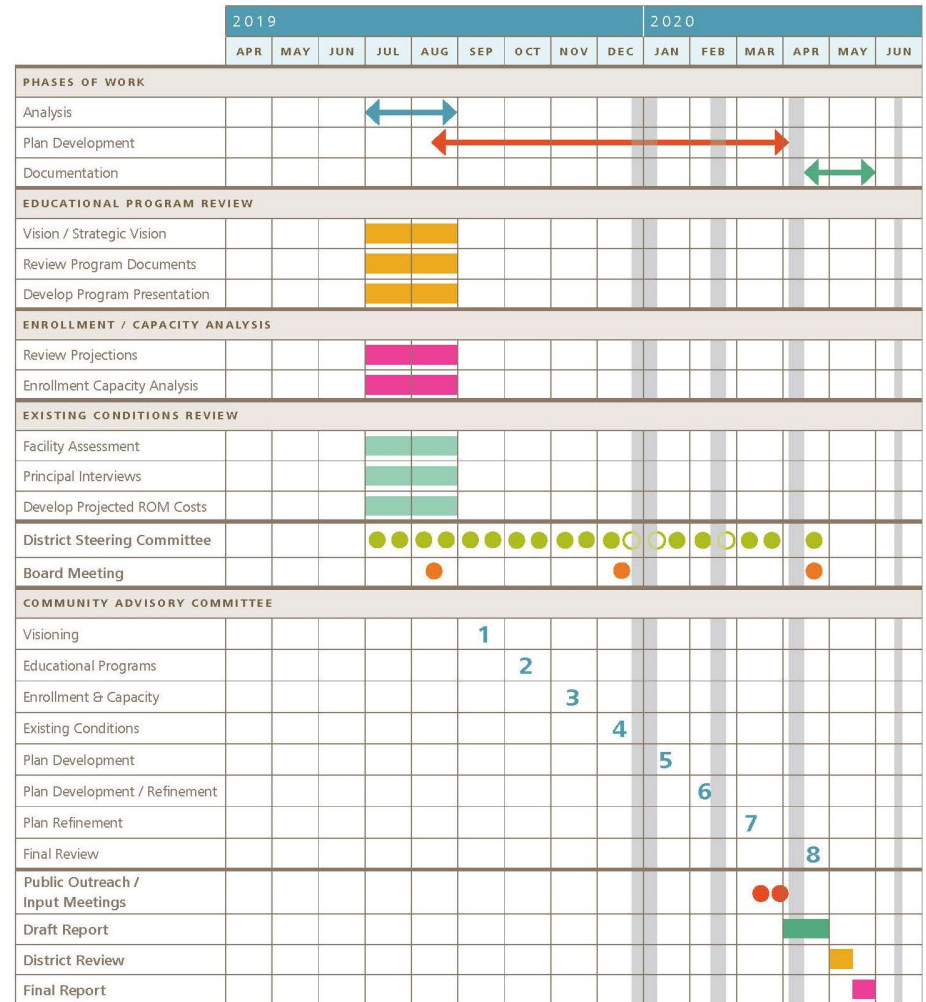 2019 2020
APR MAY JUN JUL AUG SEP OCT NOV DEC JAN FEB MAR APR MAY JUN
PHASES OF WORK
Analysis
Plan Development
Documentation
EDUCATIONAL PROGRAM REVIEW
Vision / Strategic Vision
Review Program Documents
Develop Program Presentation
ENROLLMENT / CAPACITY ANALYSIS
Review Projections
Enrollment Capacity Analysis
EXISTING CONDITIONS REVIEW
Facility Assessment
Principal Interviews
Develop Projected ROM Costs
District Steering Committee
Board Meeting
COMMUNITY ADVISORY COMMITTEE
Visioning 1
Educational Programs 2
Enrollment & Capacity 3
Existing Conditions 4
Plan Development 5
Plan Development / Refinement 6
Plan Refinement 7
Final Review 8
Public Outreach /
Input Meetings
Draft Report
District Review
Final Report